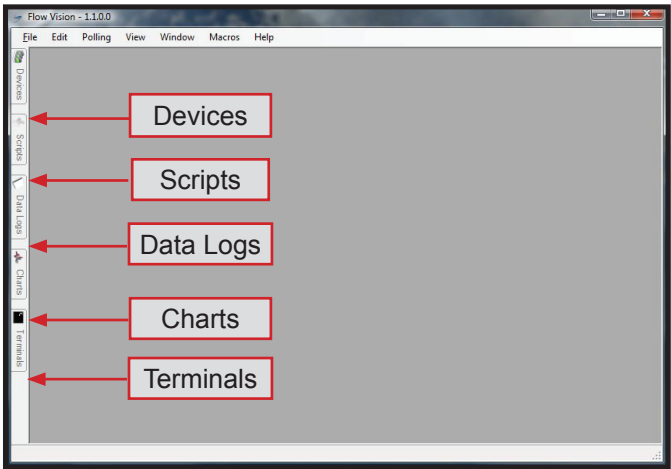 Flow Vision - 1.1.0.0
File Edit Polling View Window Macros Help
Devices
Scripts
Data Logs
Charts
Terminals
Devices
Scripts
Data Logs
Charts
Terminals